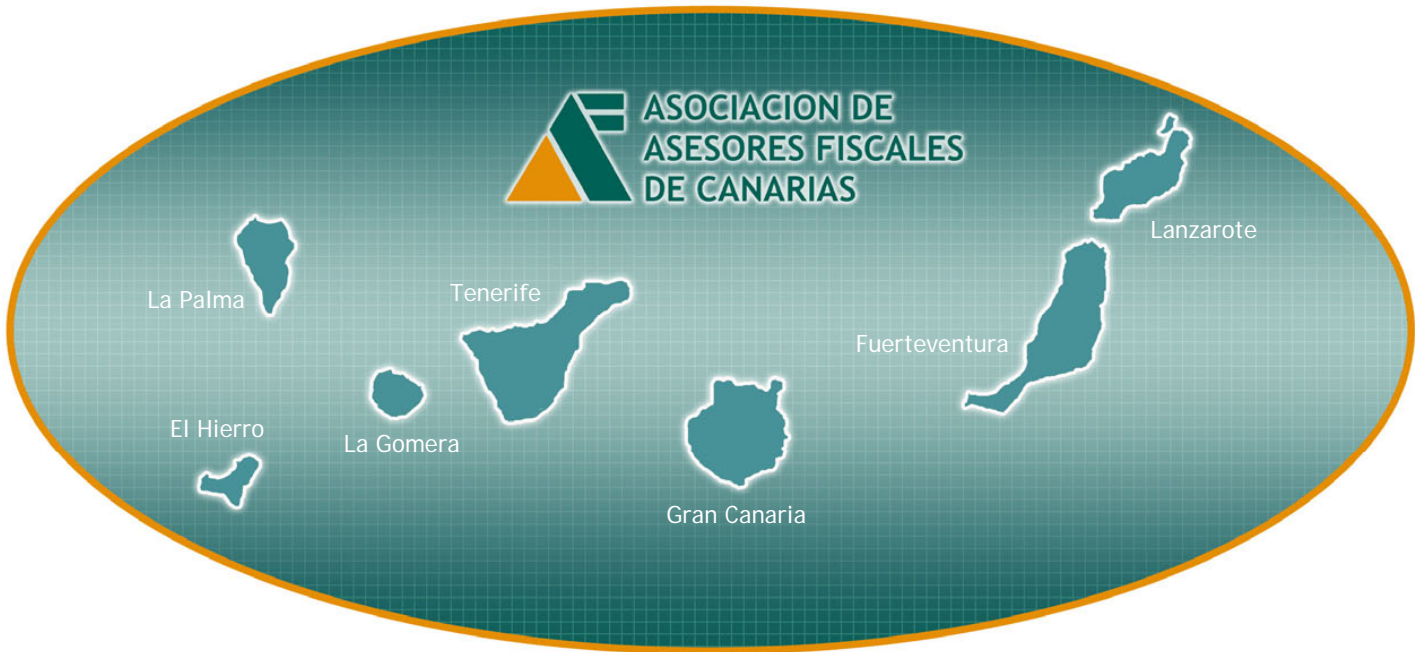 ASOCIACION DE
ASESORES FISCALES
DE CANARIAS
Lanzarote
La Palma
Tenerife
Fuerteventura
El Hierro
La Gomera
Gran Canaria